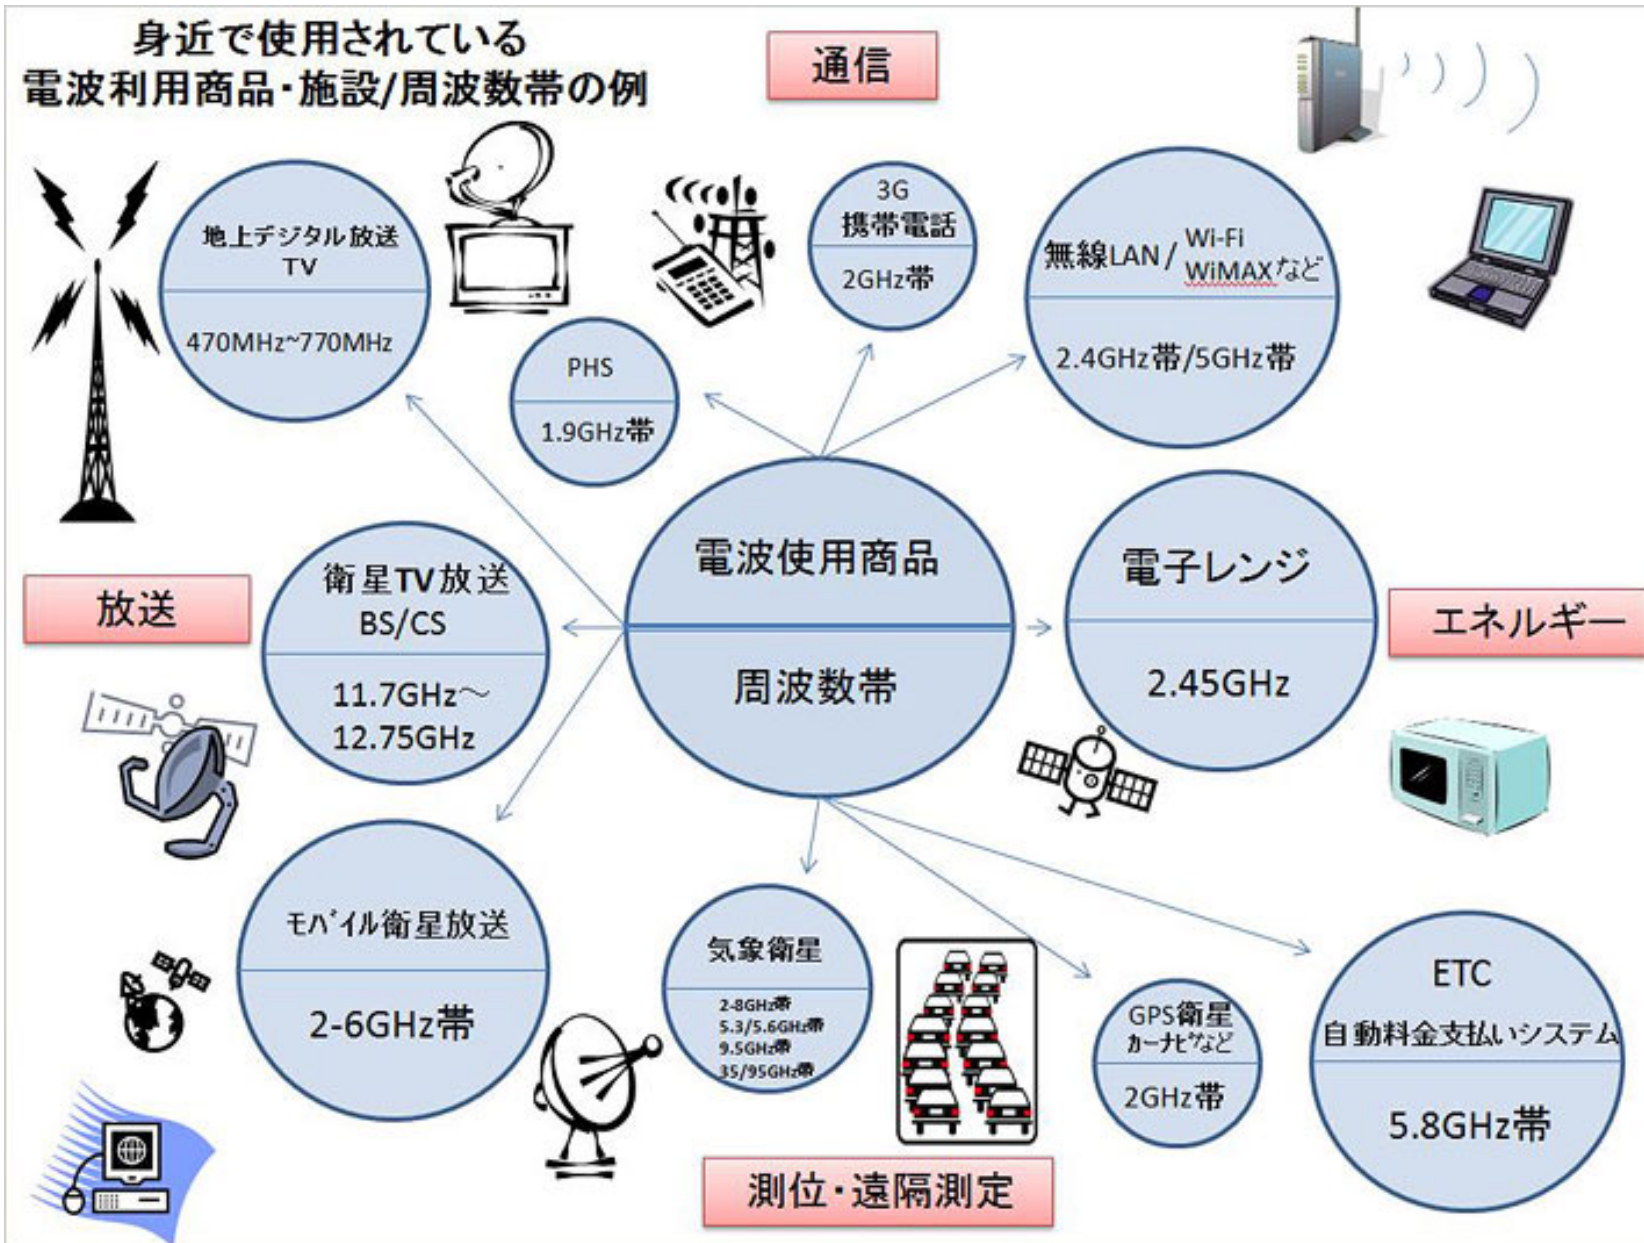 身近で使用されている
電波利用商品・施設/周波数帯の例
通信
地上デジタル放送
TV
470MHz~770MHz
PHS
1.9GHz帯
3G
携帯電話
2GHz帯
無線LAN / Wi-Fi
WiMAXなど
2.4GHz帯/5GHz帯
電波使用商品
周波数帯
電子レンジ
2.45GHz
エネルギー
放送
衛星TV放送
BS/CS
11.7GHz～
12.75GHz
モバイル衛星放送
2-6GHz帯
気象衛星
2-8GHz帯
5.3/5.6GHz帯
9.5GHz帯
35/95GHz帯
GPS衛星
カーナビなど
2GHz帯
ETC
自動料金支払いシステム
5.8GHz帯
測位・遠隔測定